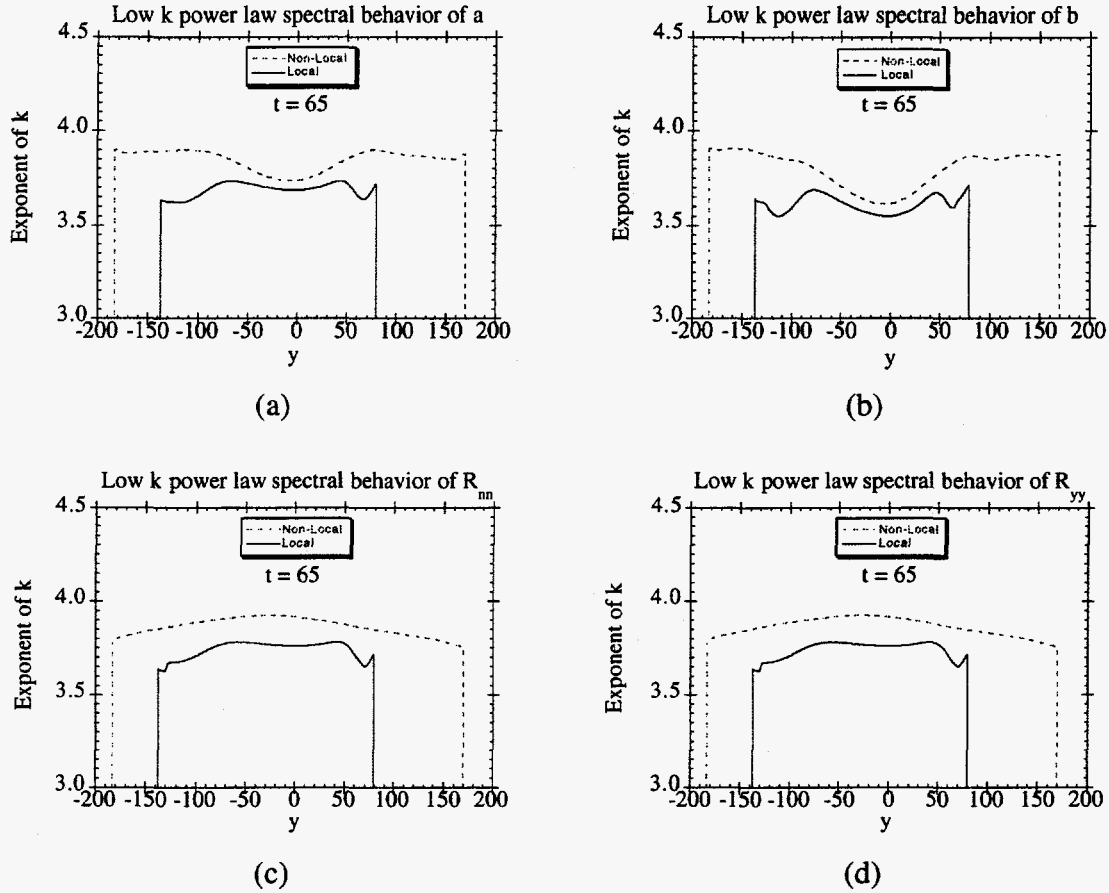 Low k power law spectral behavior of a
4.5
4.0
3.5
3.0
Exponent of k
Non-Local
Local
t = 65
-200 -150 -100 -50 0 50 100 150 200
y
(a)
Low k power law spectral behavior of b
4.5
4.0
3.5
3.0
Exponent of k
Non-Local
Local
t = 65
-200 -150 -100 -50 0 50 100 150 200
y
(b)
Low k power law spectral behavior of Rnn
4.5
4.0
3.5
3.0
Exponent of k
Non-Local
Local
t = 65
-200 -150 -100 -50 0 50 100 150 200
y
(c)
Low k power law spectral behavior of Ryy
4.5
4.0
3.5
3.0
Exponent of k
Non-Local
Local
t = 65
-200 -150 -100 -50 0 50 100 150 200
y
(d)